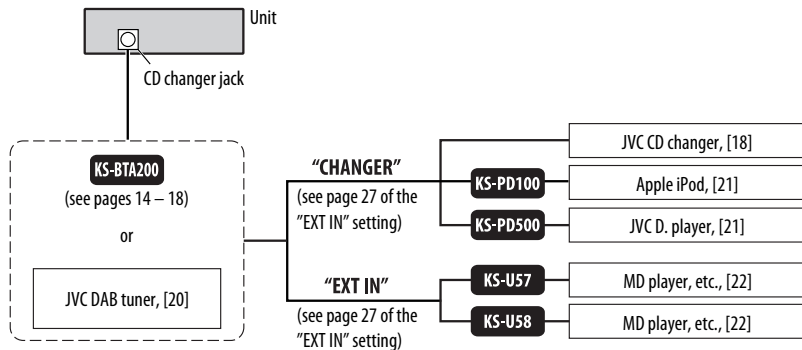 Unit
CD changer jack
KS-BTA200
(see pages 14 – 18)
or
JVC DAB tuner, [20]
“CHANGER”
(see page 27 of the
”EXT IN” setting)
JVC CD changer, [18]
KS-PD100
Apple iPod, [21]
KS-PD500
JVC D. player, [21]
“EXT IN”
(see page 27 of the
”EXT IN” setting)
KS-U57
MD player, etc., [22]
KS-U58
MD player, etc., [22]